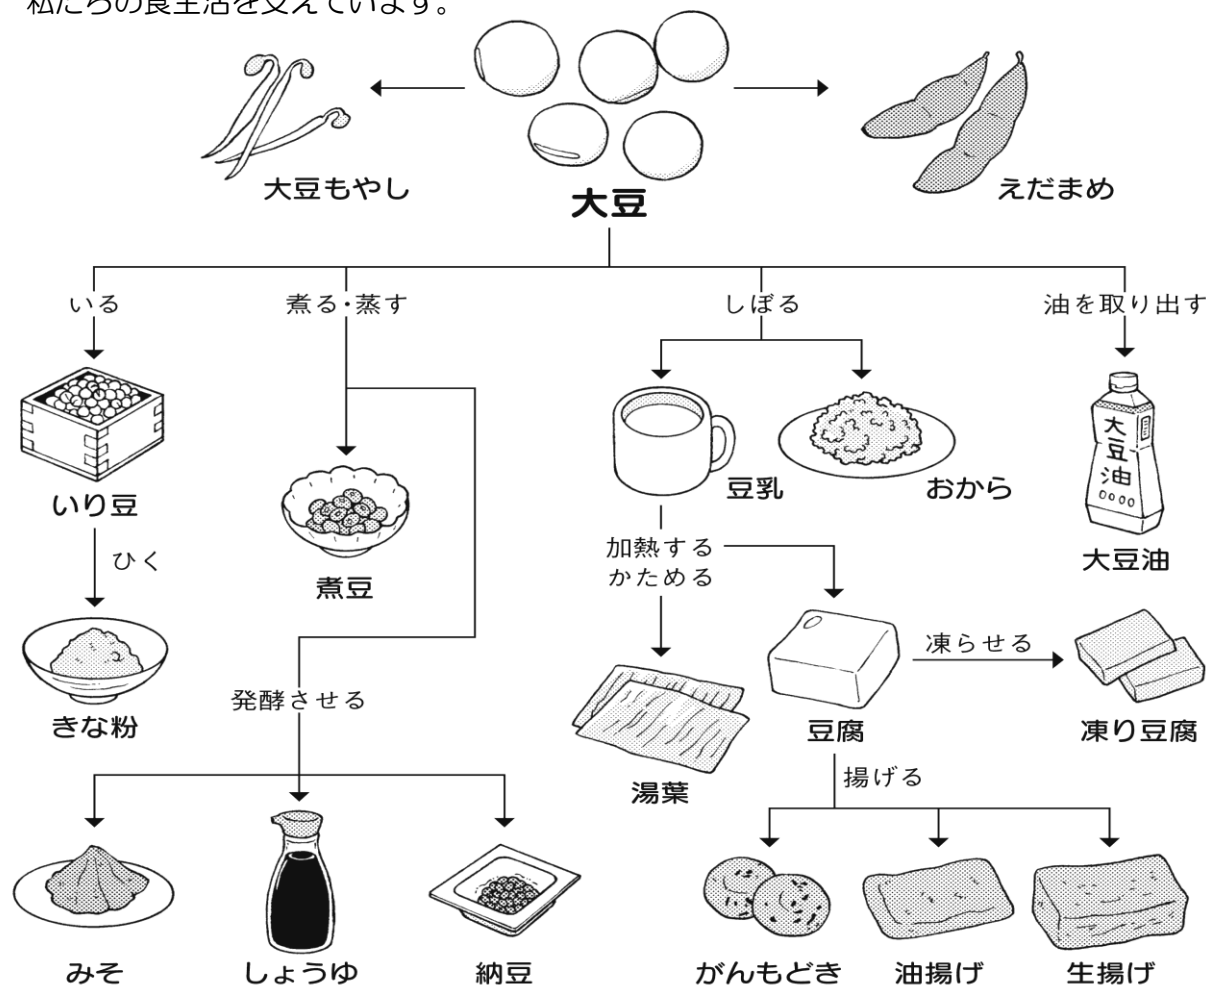 私たちの食生活を支えています。
大豆もやし
大豆
えだまめ
いる
煮る・蒸す
しぼる
油を取り出す
大豆油
いり豆
煮豆
豆乳
おから
大豆油
ひく
加熱する
かためる
きな粉
発酵させる
湯葉
豆腐
凍らせる
凍り豆腐
揚げる
みそ
しょうゆ
納豆
がんもどき
油揚げ
生揚げ